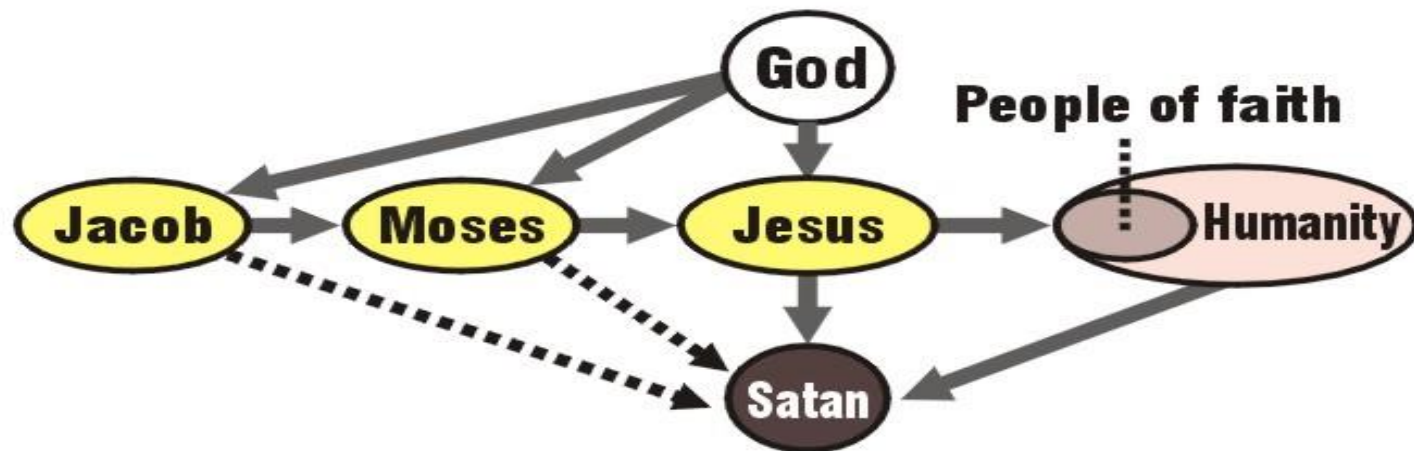 God
People of faith
Jacob
Moses
Jesus
Humanity
Satan